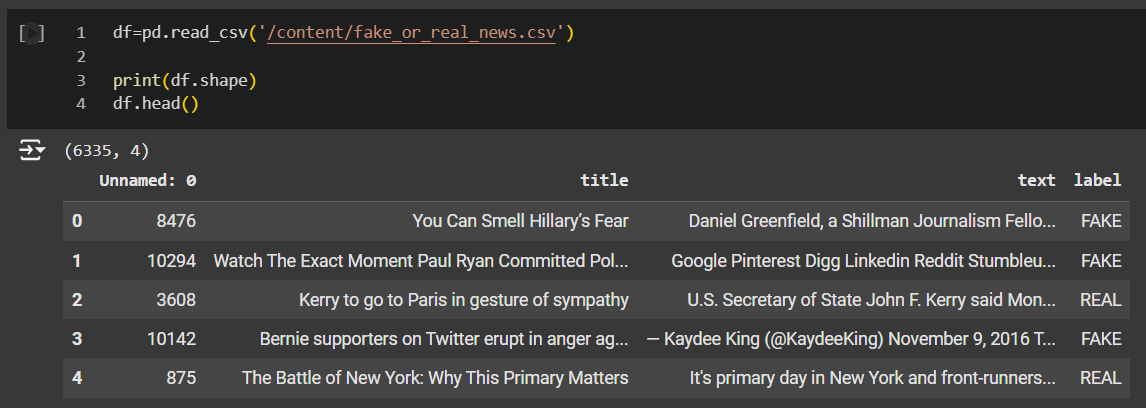 [ ] 1 df=pd.read_csv('/content/fake_or_real_news.csv')
2
3 print(df.shape)
4 df.head()
(6335, 4)
Unnamed: 0 title text label
0 8476 You Can Smell Hillary’s Fear Daniel Greenfield, a Shillman Journalism Fello... FAKE
1 10294 Watch The Exact Moment Paul Ryan Committed Pol... Google Pinterest Digg Linkedin Reddit Stumbleu... FAKE
2 3608 Kerry to go to Paris in gesture of sympathy U.S. Secretary of State John F. Kerry said Mon... REAL
3 10142 Bernie supporters on Twitter erupt in anger ag... — Kaydee King (@KaydeeKing) November 9, 2016 T... FAKE
4 875 The Battle of New York: Why This Primary Matters It's primary day in New York and front-runners... REAL